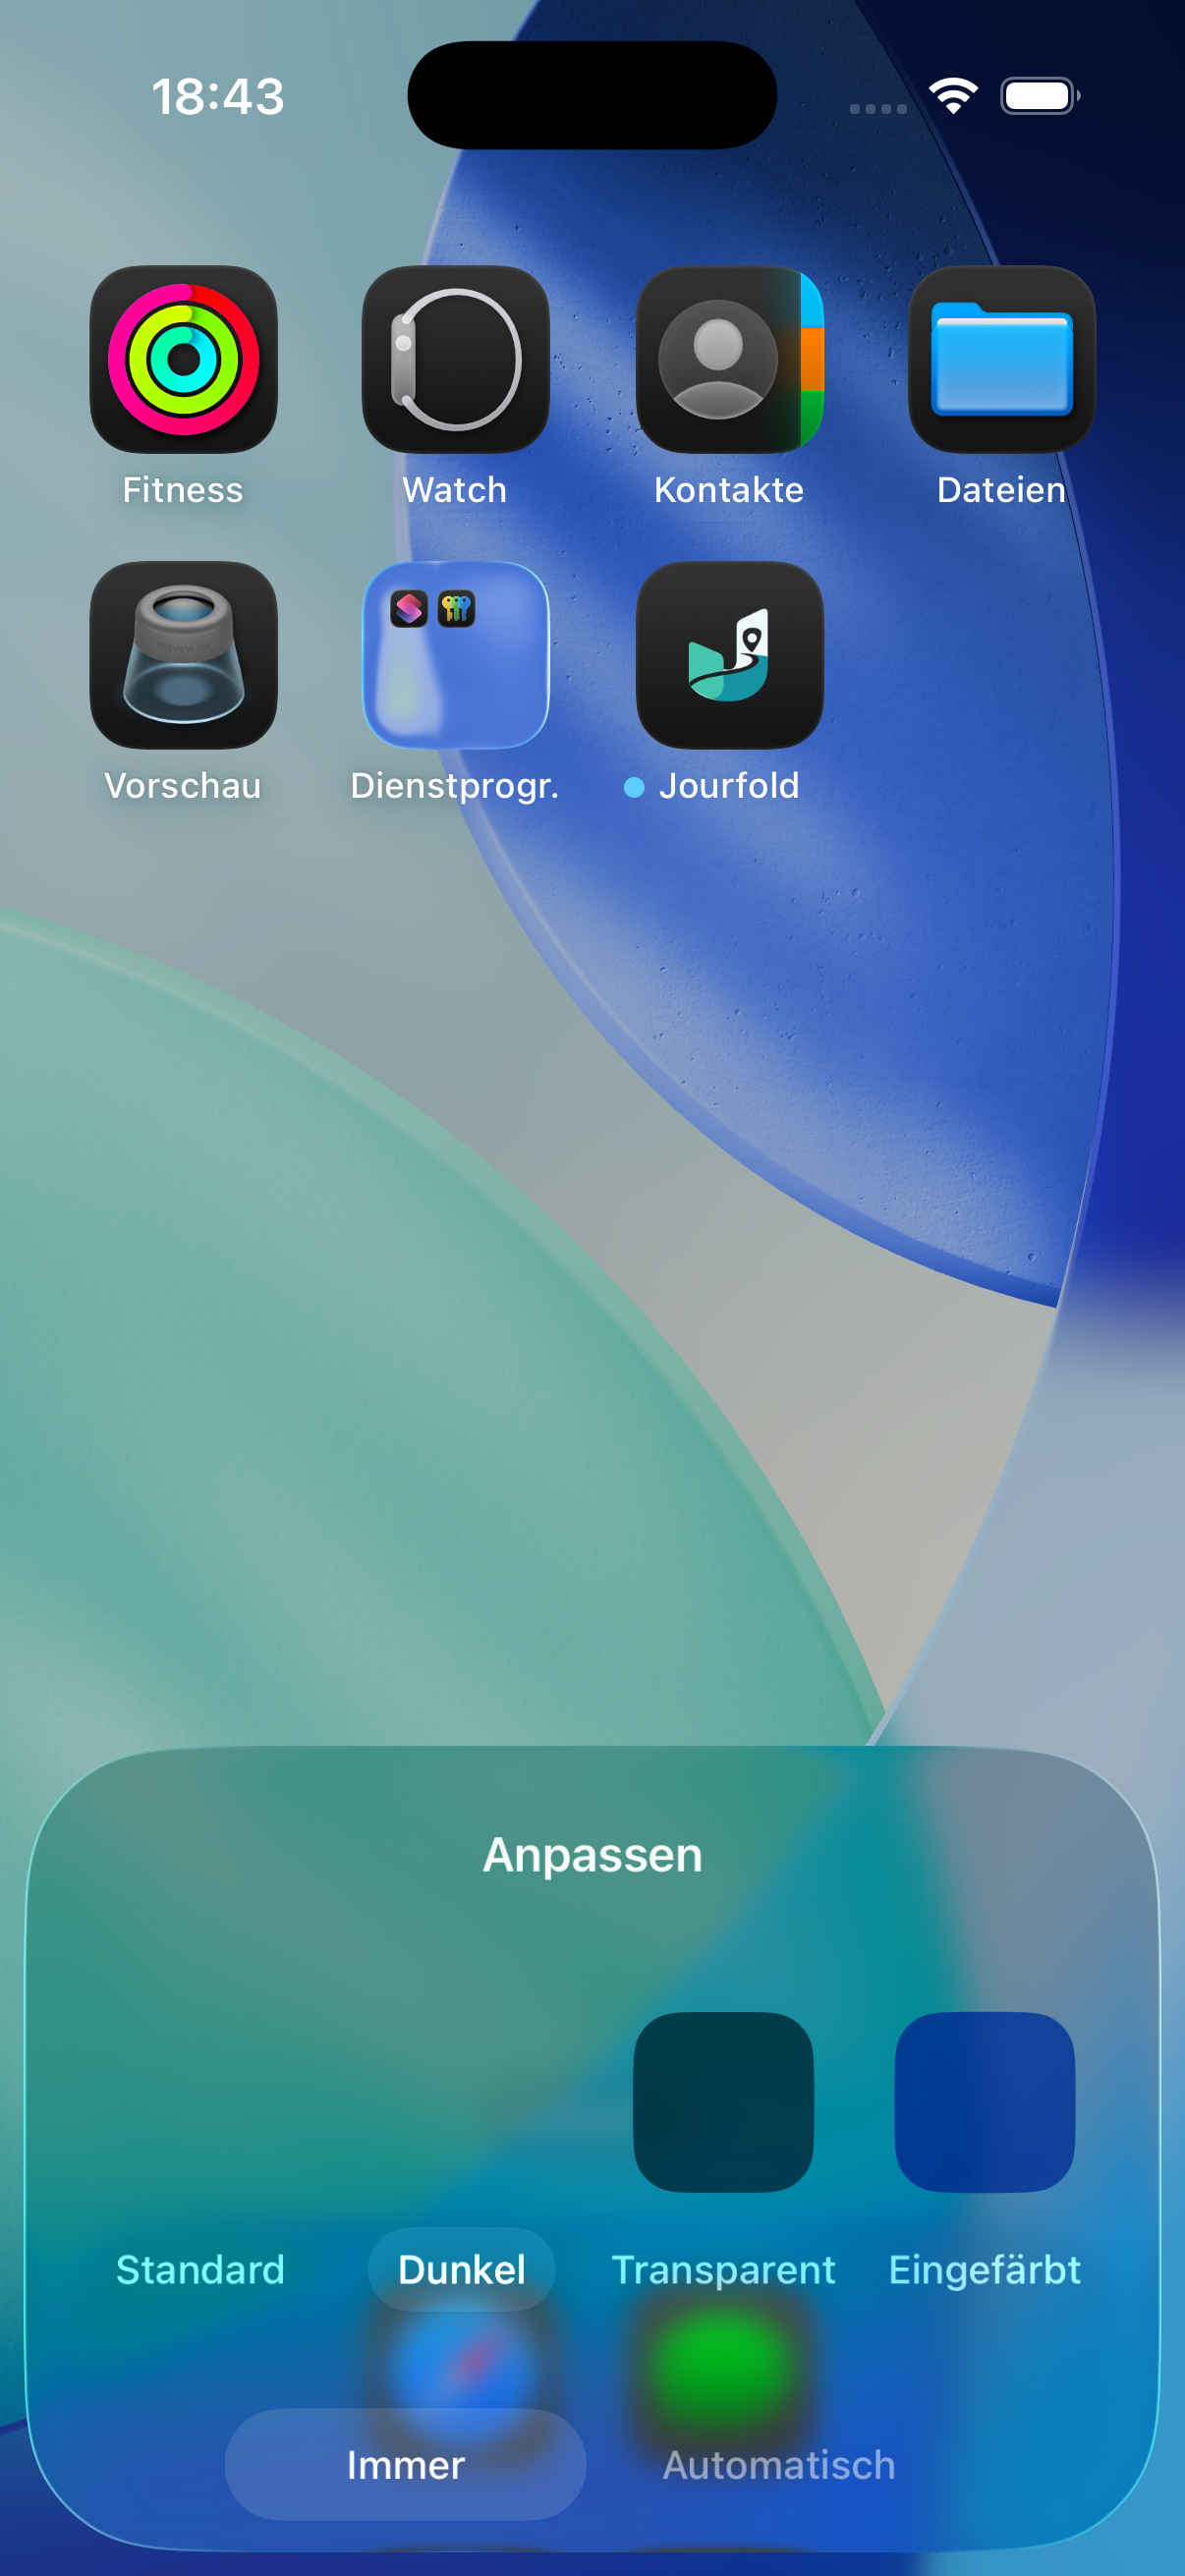 18:43
Fitness
Watch
Kontakte
Dateien
Vorschau
Dienstprogr.
Jourfold
Anpassen
Standard
Dunkel
Transparent
Eingefärbt
Immer
Automatisch